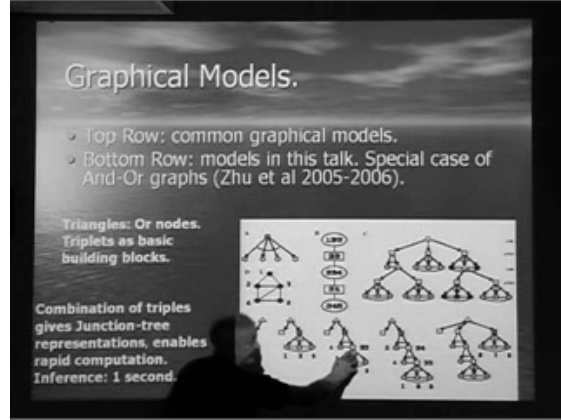 Graphical Models.
Top Row: common graphical models.
Bottom Row: models in this talk. Special case of
And-Or graphs (Zhu et al 2005-2006).
Triangles: Or nodes.
Triplets as basic
building blocks.
Combination of triples
gives Junction-tree
representations, enables
rapid computation.
Inference: 1 second.